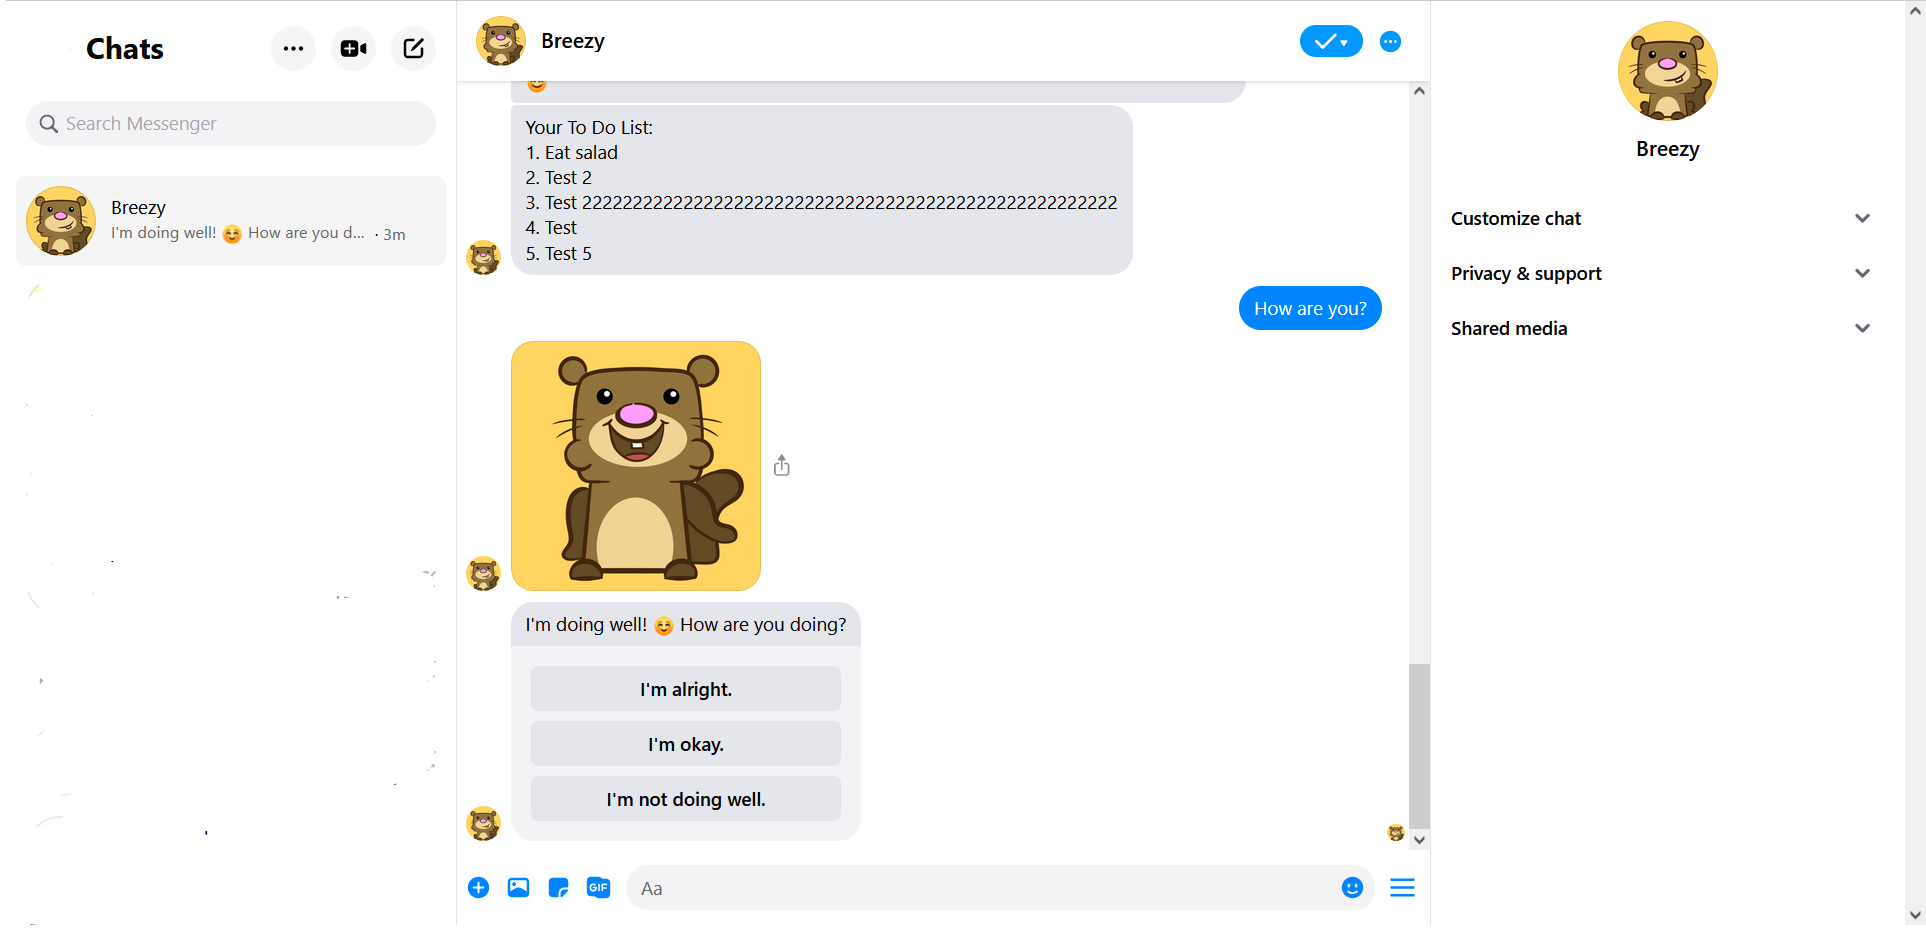 Chats
Search Messenger
Breezy
I'm doing well! 😊 How are you d... · 3m
Breezy
Your To Do List:
1. Eat salad
2. Test 2
3. Test 22222222222222222222222222222222222222222222222222222
4. Test
5. Test 5
How are you?
I'm doing well! 😊 How are you doing?
I'm alright.
I'm okay.
I'm not doing well.
GIF
Aa
Breezy
Customize chat
Privacy & support
Shared media